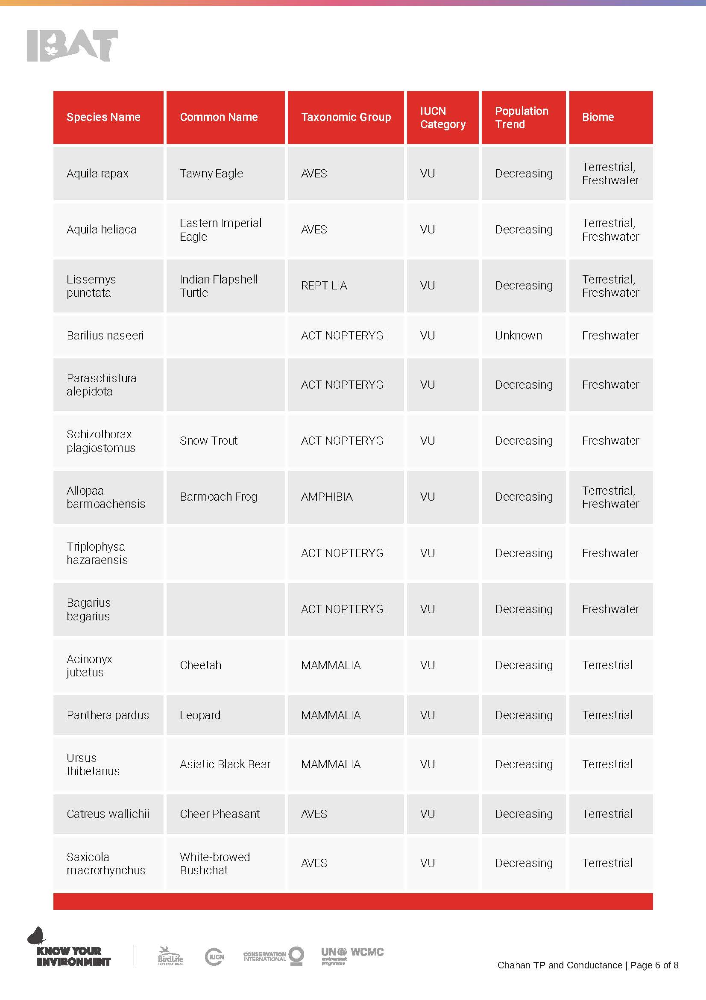 IBAT
Species Name Common Name Taxonomic Group IUCN Category Population Trend Biome
Aquila rapax Tawny Eagle AVES VU Decreasing Terrestrial, Freshwater
Aquila heliaca Eastern Imperial Eagle AVES VU Decreasing Terrestrial, Freshwater
Lissemys punctata Indian Flapshell Turtle REPTILIA VU Decreasing Terrestrial, Freshwater
Barilius naseeri ACTINOPTERYGII VU Unknown Freshwater
Paraschistura alepidota ACTINOPTERYGII VU Decreasing Freshwater
Schizothorax plagiostomus Snow Trout ACTINOPTERYGII VU Decreasing Freshwater
Allopaa barmoachensis Barmoach Frog AMPHIBIA VU Decreasing Terrestrial, Freshwater
Triplophysa hazaraensis ACTINOPTERYGII VU Decreasing Freshwater
Bagarius bagarius ACTINOPTERYGII VU Decreasing Freshwater
Acinonyx jubatus Cheetah MAMMALIA VU Decreasing Terrestrial
Panthera pardus Leopard MAMMALIA VU Decreasing Terrestrial
Ursus thibetanus Asiatic Black Bear MAMMALIA VU Decreasing Terrestrial
Catreus wallichii Cheer Pheasant AVES VU Decreasing Terrestrial
Saxicola macrorhynchus White-browed Bushchat AVES VU Decreasing Terrestrial
KNOW YOUR
ENVIRONMENT
BirdLife
INTERNATIONAL
IUCN
CONSERVATION
INTERNATIONAL
UN WCMC
environment
programme
Chahan TP and Conductance | Page 6 of 8